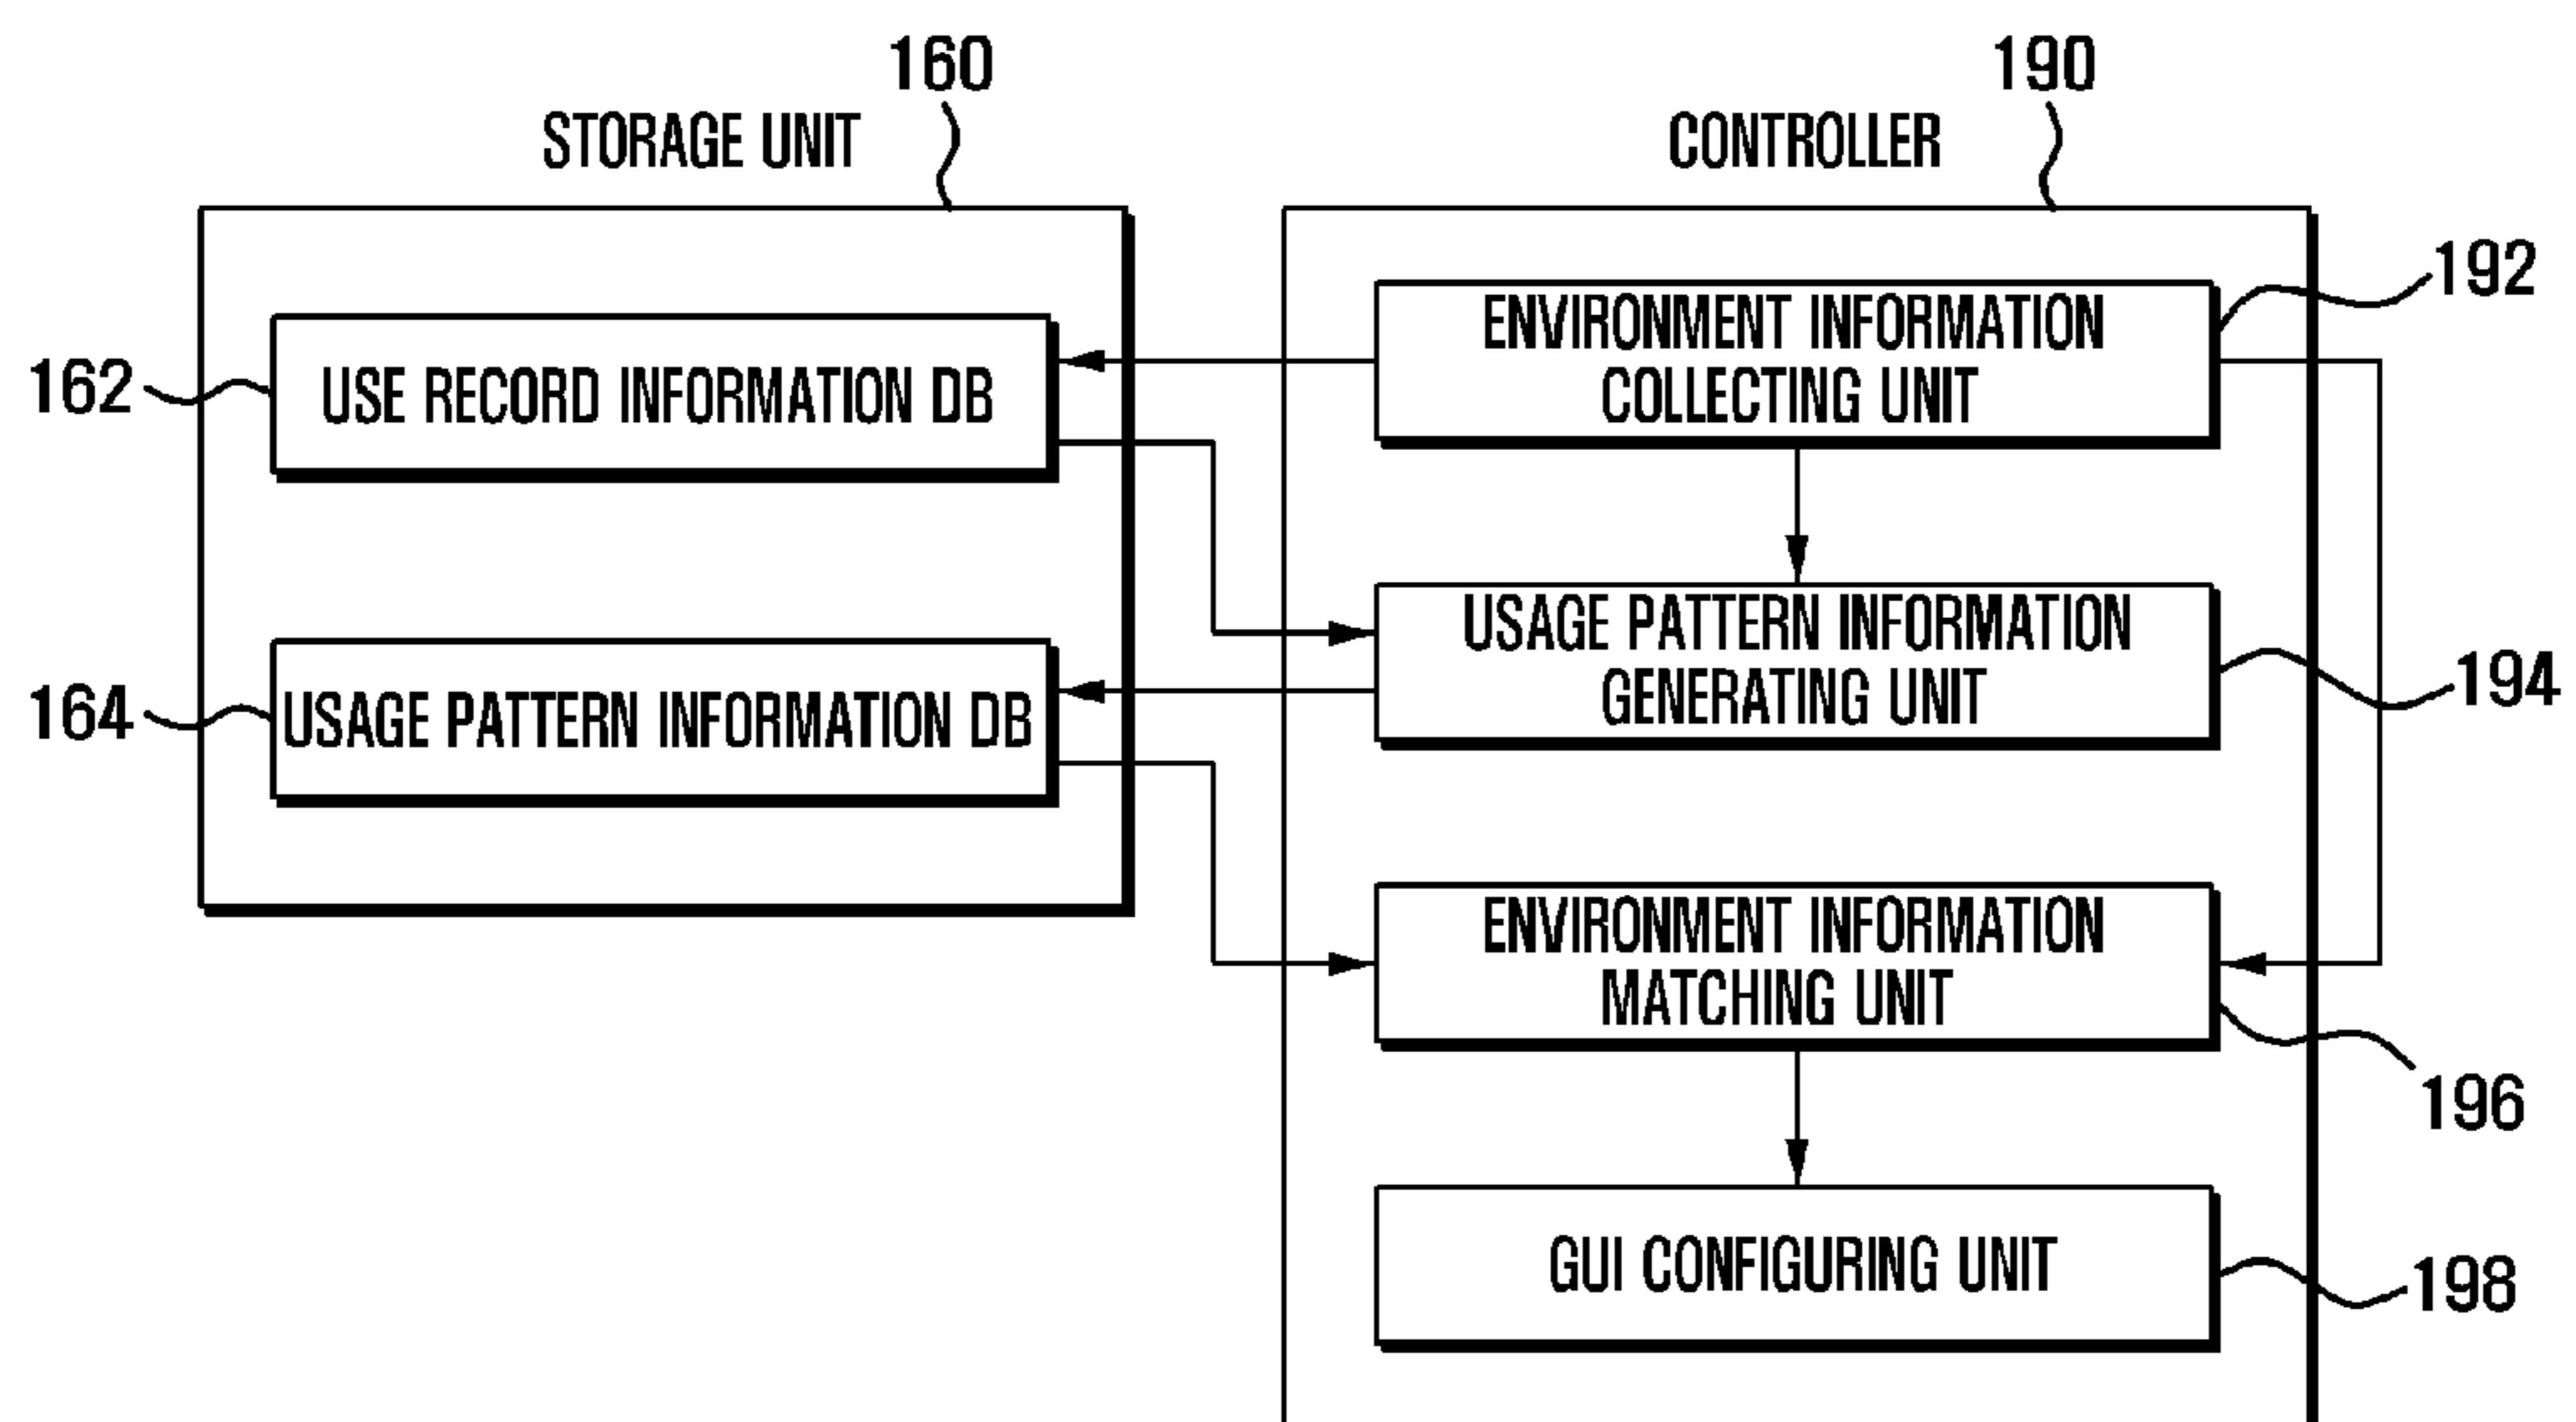 160
STORAGE UNIT
162
USE RECORD INFORMATION DB
164
USAGE PATTERN INFORMATION DB
190
CONTROLLER
192
ENVIRONMENT INFORMATION
COLLECTING UNIT
194
USAGE PATTERN INFORMATION
GENERATING UNIT
196
ENVIRONMENT INFORMATION
MATCHING UNIT
198
GUI CONFIGURING UNIT